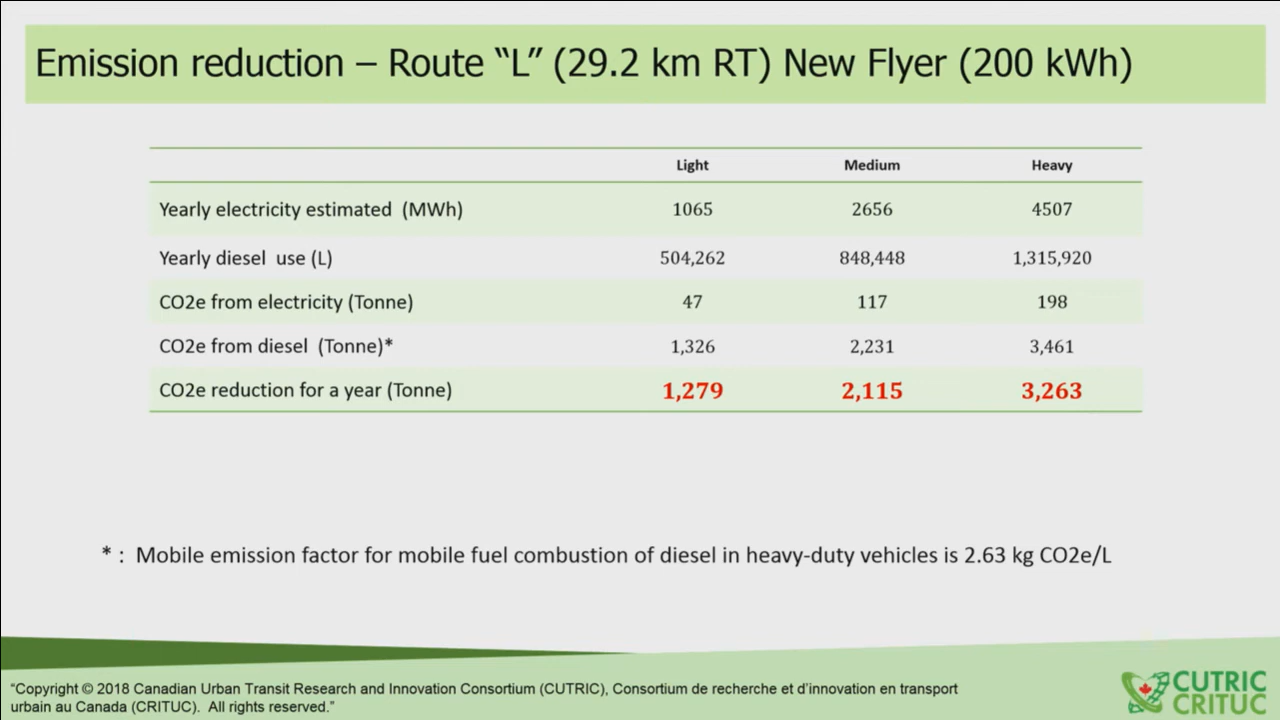 Emission reduction – Route “L” (29.2 km RT) New Flyer (200 kWh)
Light Medium Heavy
Yearly electricity estimated (MWh) 1065 2656 4507
Yearly diesel use (L) 504,262 848,448 1,315,920
CO2e from electricity (Tonne) 47 117 198
CO2e from diesel (Tonne)* 1,326 2,231 3,461
CO2e reduction for a year (Tonne) 1,279 2,115 3,263
* : Mobile emission factor for mobile fuel combustion of diesel in heavy-duty vehicles is 2.63 kg CO2e/L
“Copyright © 2018 Canadian Urban Transit Research and Innovation Consortium (CUTRIC), Consortium de recherche et d’innovation en transport
urbain au Canada (CRITUC). All rights reserved.”
CUTRIC
CRITUC